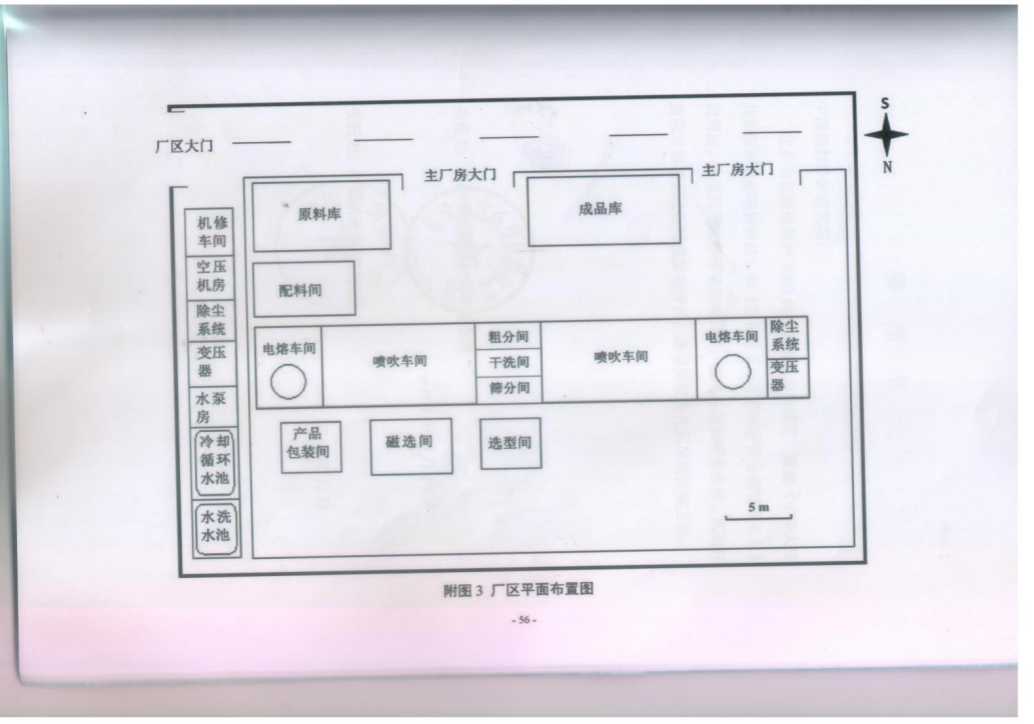 S
N
厂区大门
主厂房大门
主厂房大门
原料库
成品库
机修
车间
空压
机房
配料间
除尘
系统
变压
器
水泵
房
冷却
循环
水池
水洗
水池
电熔车间
喷吹车间
粗分间
干洗间
筛分间
喷吹车间
电熔车间
除尘
系统
变压
器
产品
包装间
磁选间
选型间
5 m
附图 3 厂区平面布置图
- 56 -